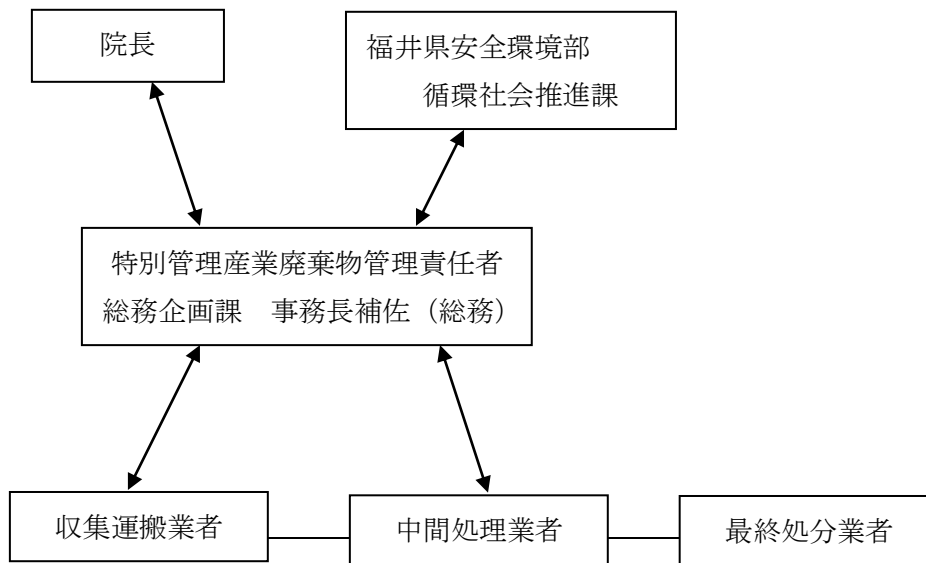 院長
福井県安全環境部
循環社会推進課
特別管理産業廃棄物管理責任者
総務企画課　事務長補佐（総務）
収集運搬業者
中間処理業者
最終処分業者